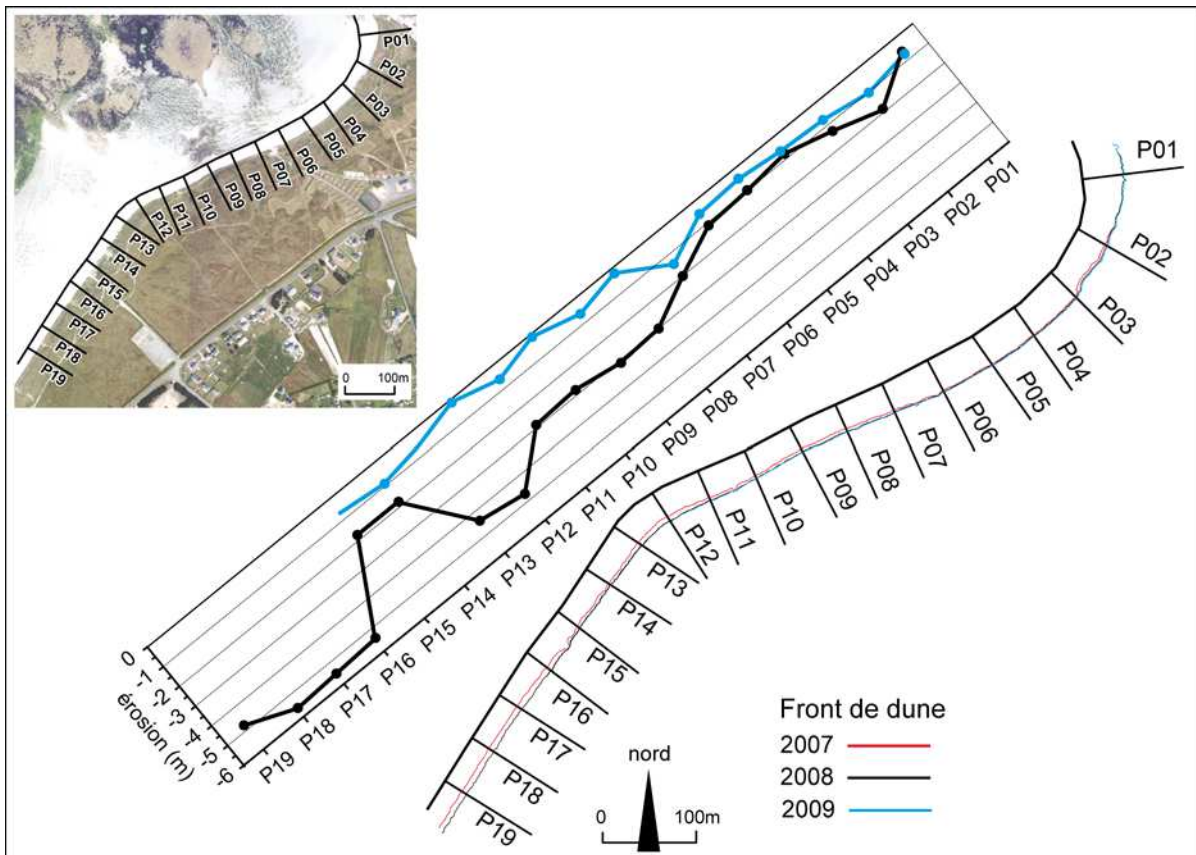 P01
P02
P03
P04
P05
P06
P07
P08
P09
P10
P11
P12
P13
P14
P15
P16
P17
P18
P19
0 100m
0
-1
-2
-3
-4
-5
-6
érosion (m)
P19
P18
P17
P16
P15
P14
P13
P12
P11
P10
P09
P08
P07
P06
P05
P04
P03
P02
P01
P01
P02
P03
P04
P05
P06
P07
P08
P09
P10
P11
P12
P13
P14
P15
P16
P17
P18
P19
nord
0 100m
Front de dune
2007
2008
2009